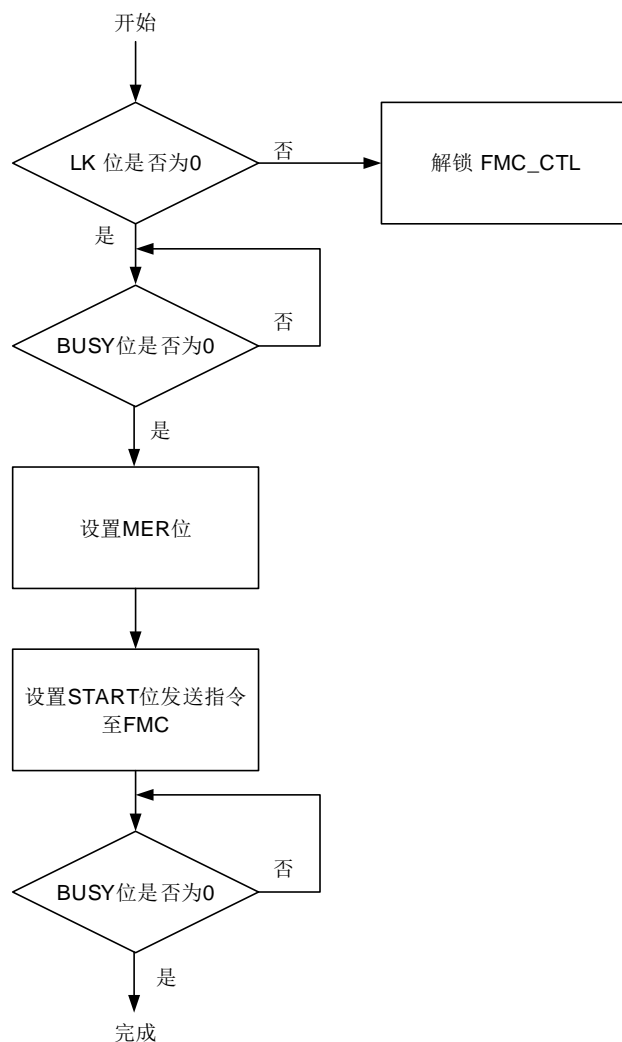 开始
LK 位是否为0
否
解锁 FMC_CTL
是
BUSY位是否为0
否
是
设置MER位
设置START位发送指令
至FMC
BUSY位是否为0
否
是
完成